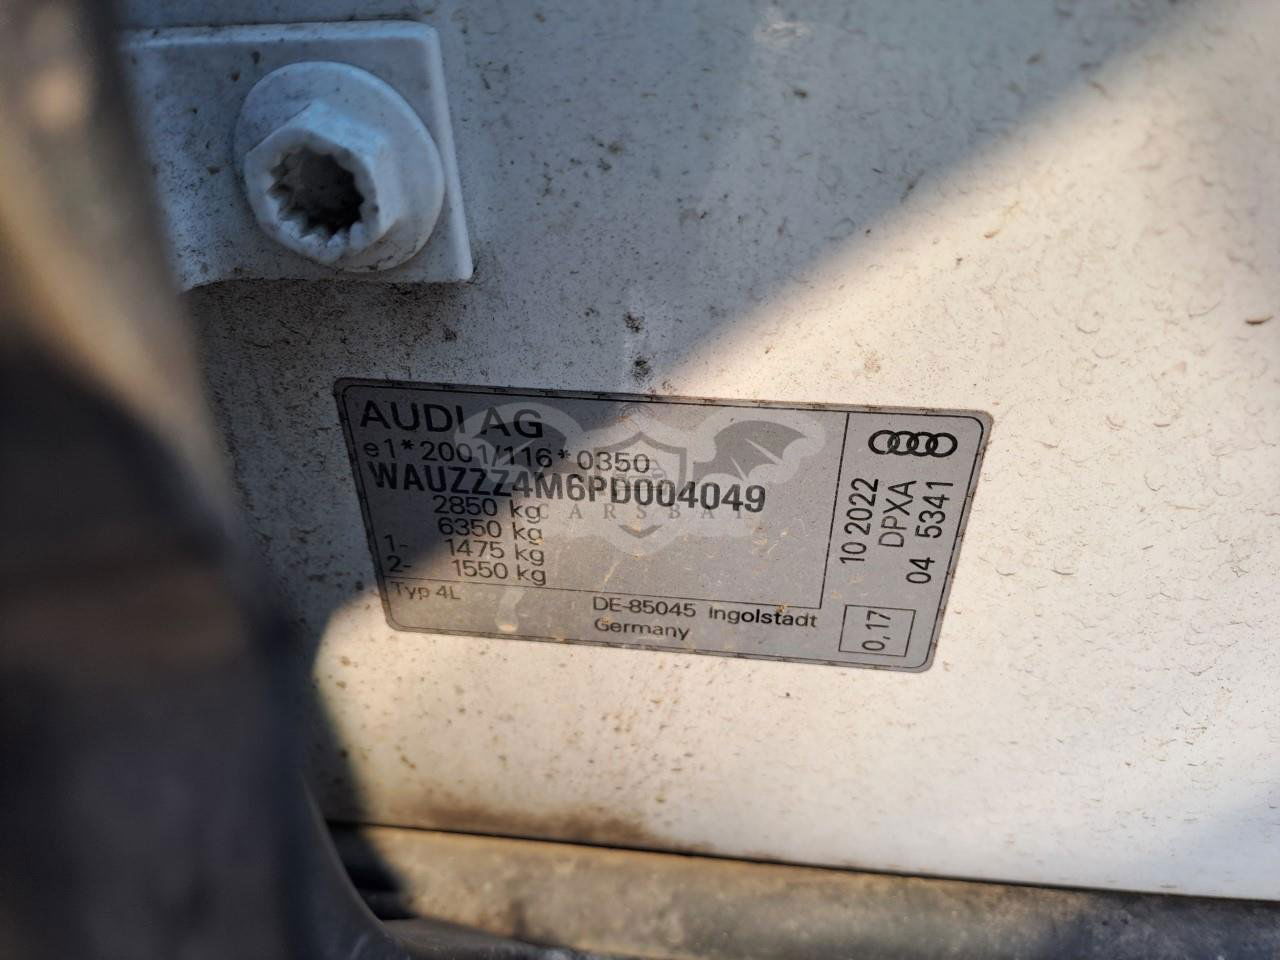 AUDI AG
e1*2001/116*0350
WAUZZZ4M6PD004049
2850 kg
6350 kg
1- 1475 kg
2- 1550 kg
Typ 4L
DE-85045 Ingolstadt
Germany
10 2022
DPXA
04 5341
0,17
CARSBAT